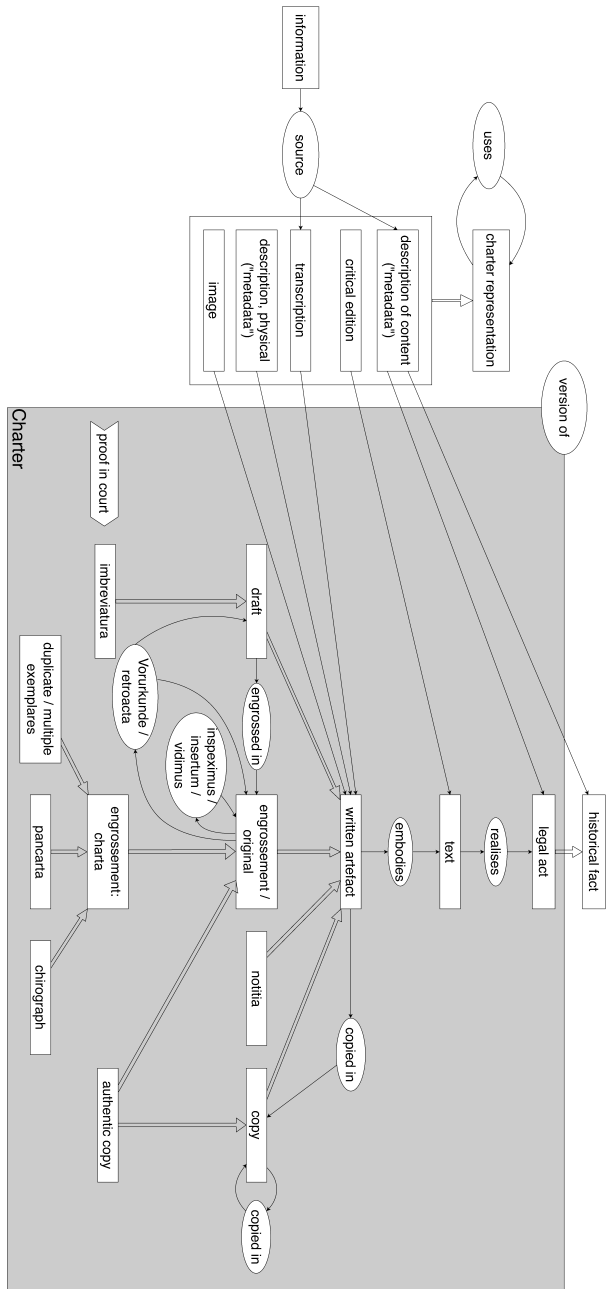 information
source
uses
charter representation
description of content
("metadata")
critical edition
transcription
description, physical
("metadata")
image
version of
Charter
proof in court
historical fact
legal act
realises
text
embodies
written artefact
copied in
draft
engrossed in
engrossement /
original
notitia
copy
copied in
inspeximus /
insertum /
vidimus
Vorurkunde /
retroacta
imbreviatura
engrossement:
charta
authentic copy
duplicate / multiple
exemplares
pancarta
chirograph